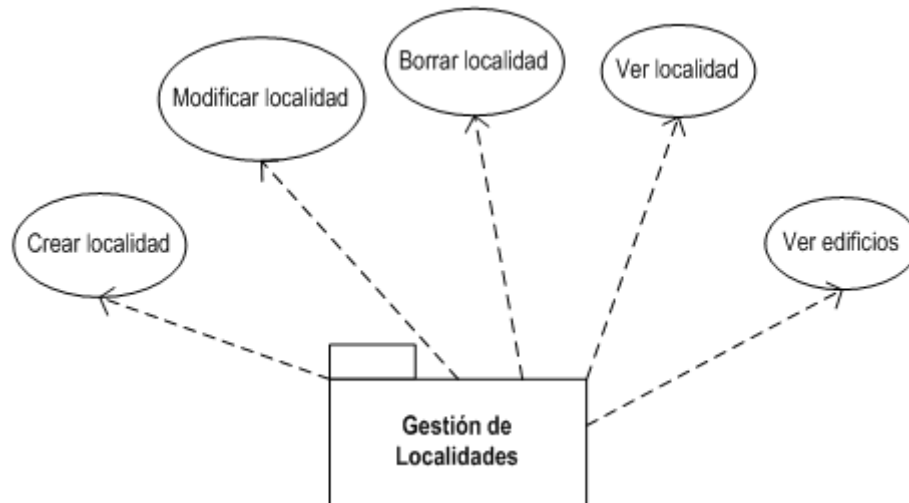 Borrar localidad
Ver localidad
Modificar localidad
Crear localidad
Ver edificios
Gestión de
Localidades